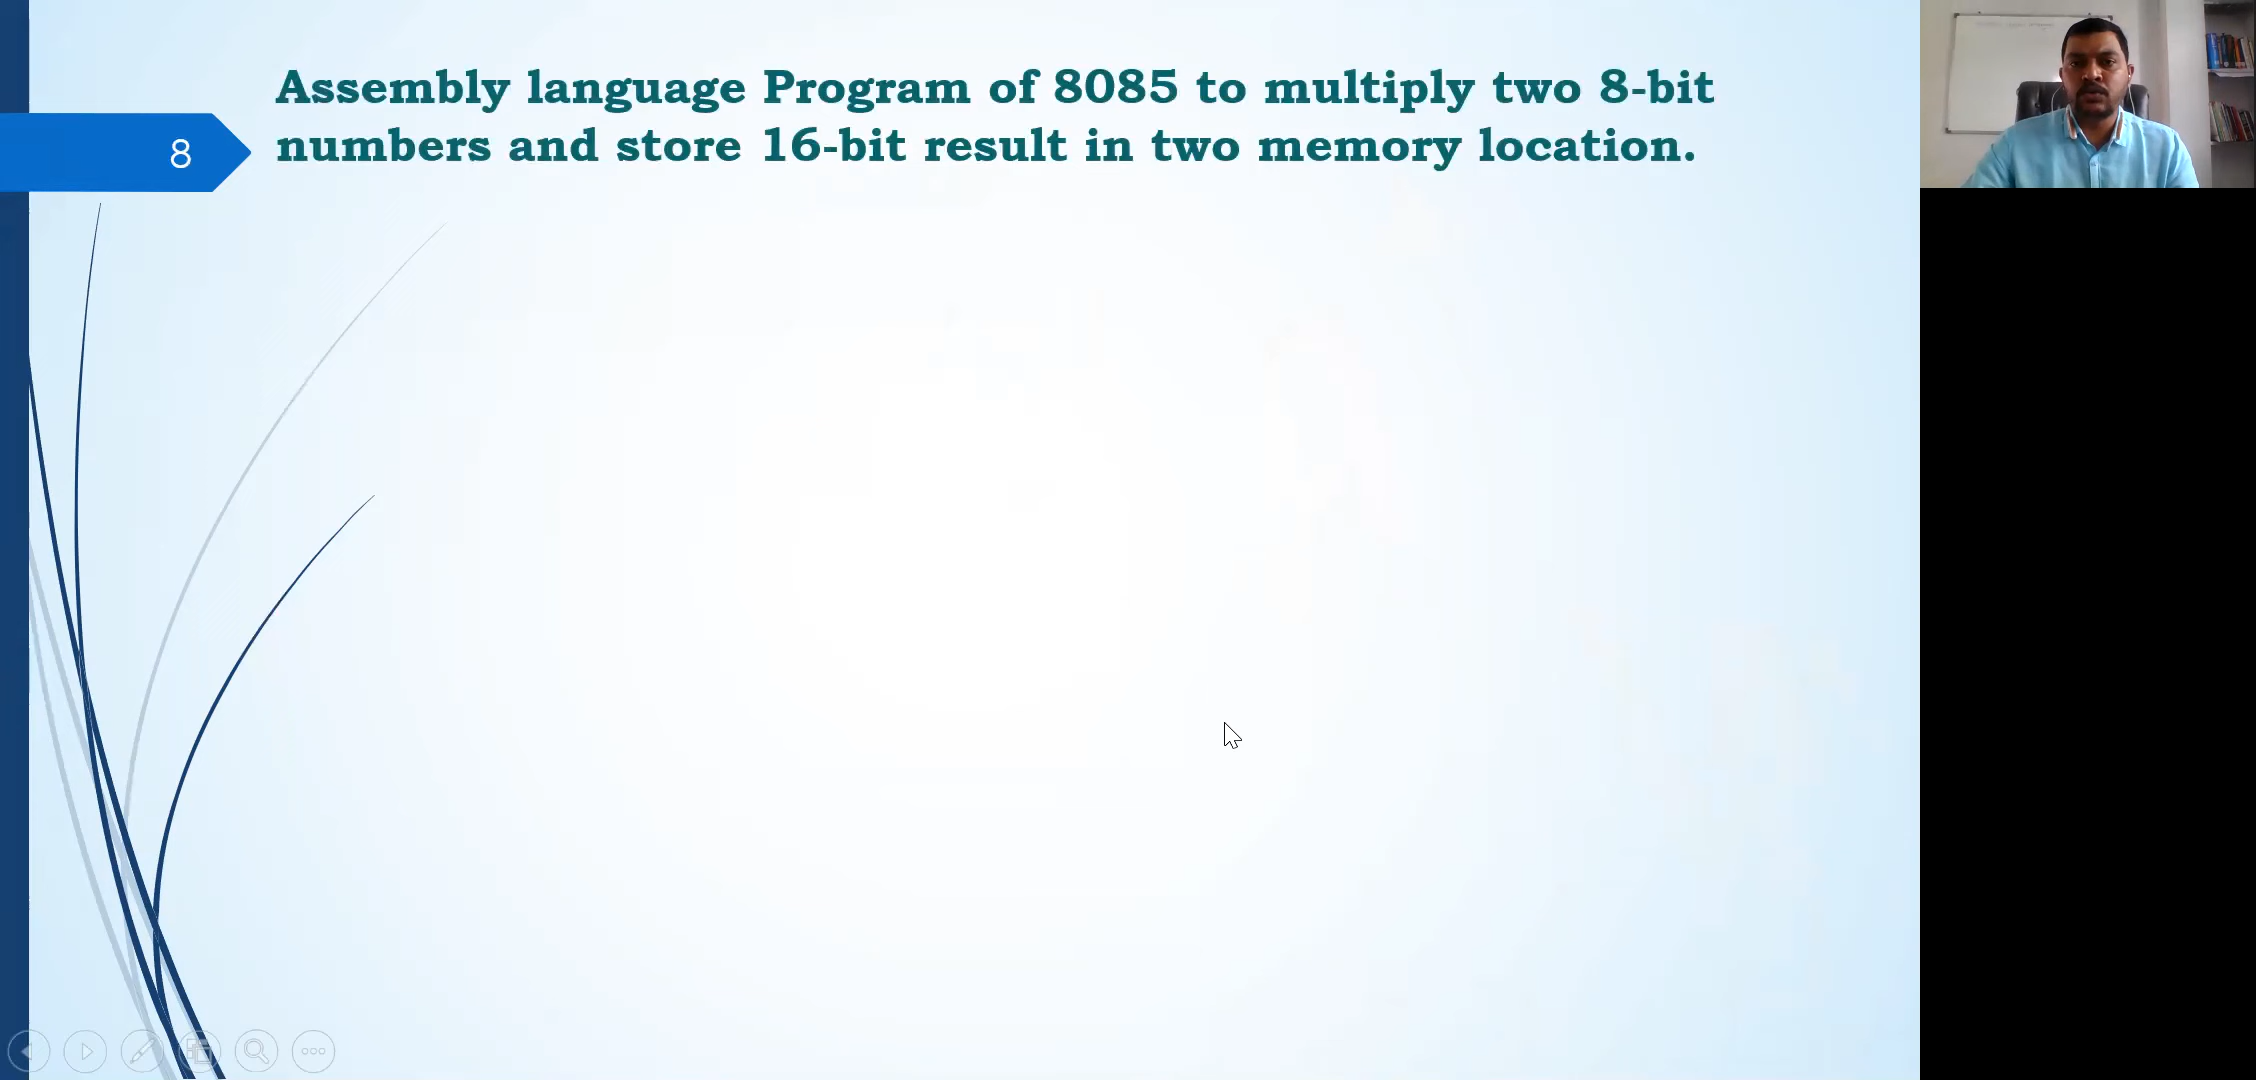 Assembly language Program of 8085 to multiply two 8-bit
numbers and store 16-bit result in two memory location.
8